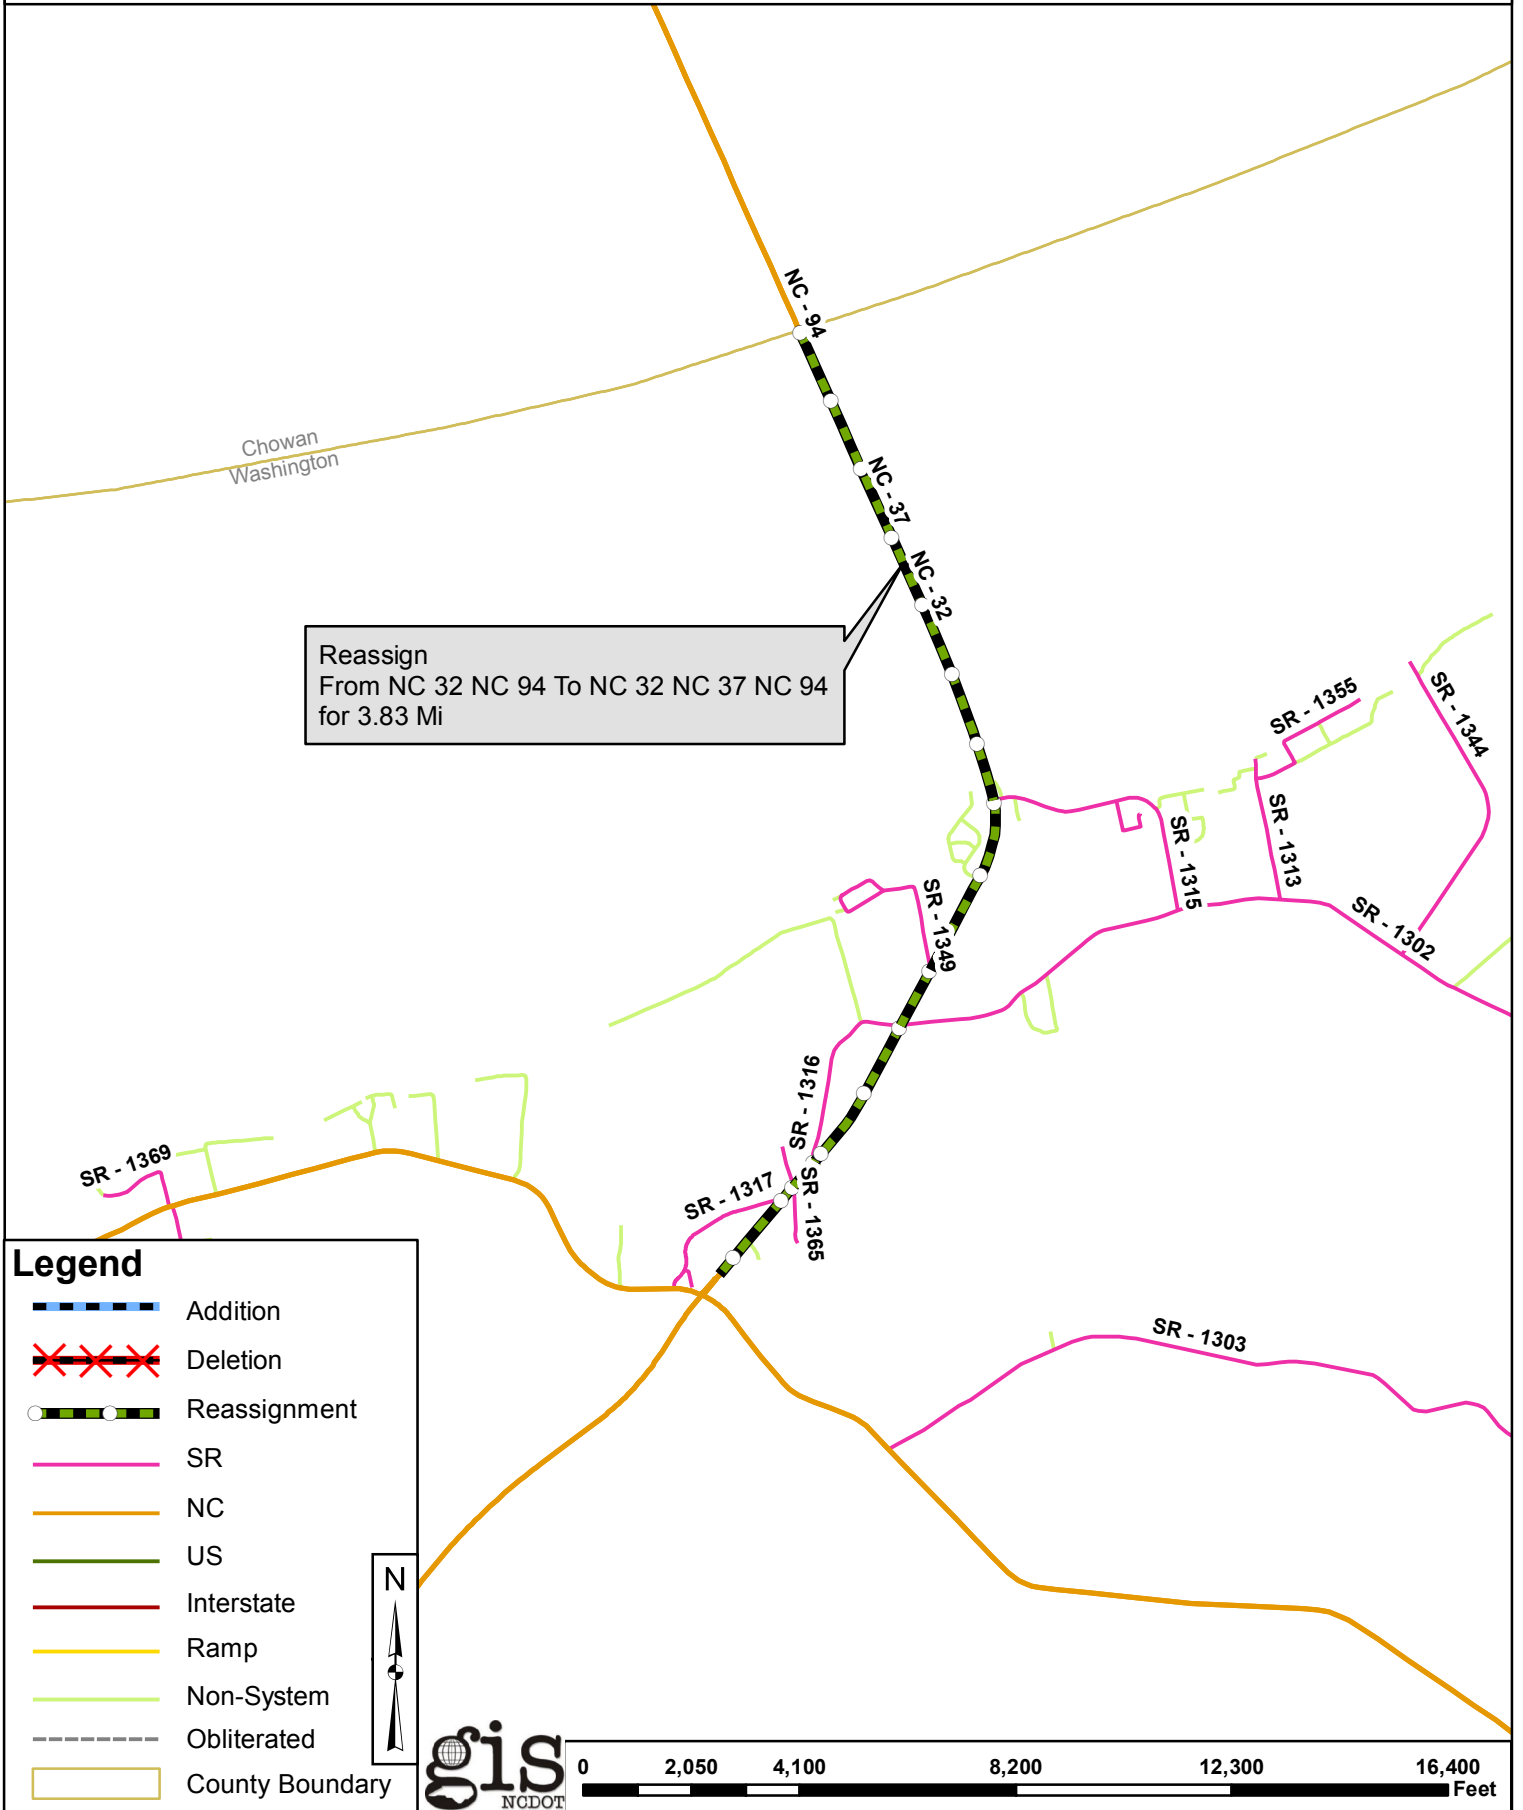 NC - 94
Chowan
Washington
NC - 37
NC - 32
Reassign
From NC 32 NC 94 To NC 32 NC 37 NC 94
for 3.83 Mi
SR - 1355
SR - 1344
SR - 1313
SR - 1315
SR - 1349
SR - 1302
SR - 1316
SR - 1369
SR - 1317
SR - 1365
SR - 1303
Legend
Addition
Deletion
Reassignment
SR
NC
US
Interstate
Ramp
Non-System
Obliterated
County Boundary
N
gis
NCDOT
0 2,050 4,100 8,200 12,300 16,400
Feet